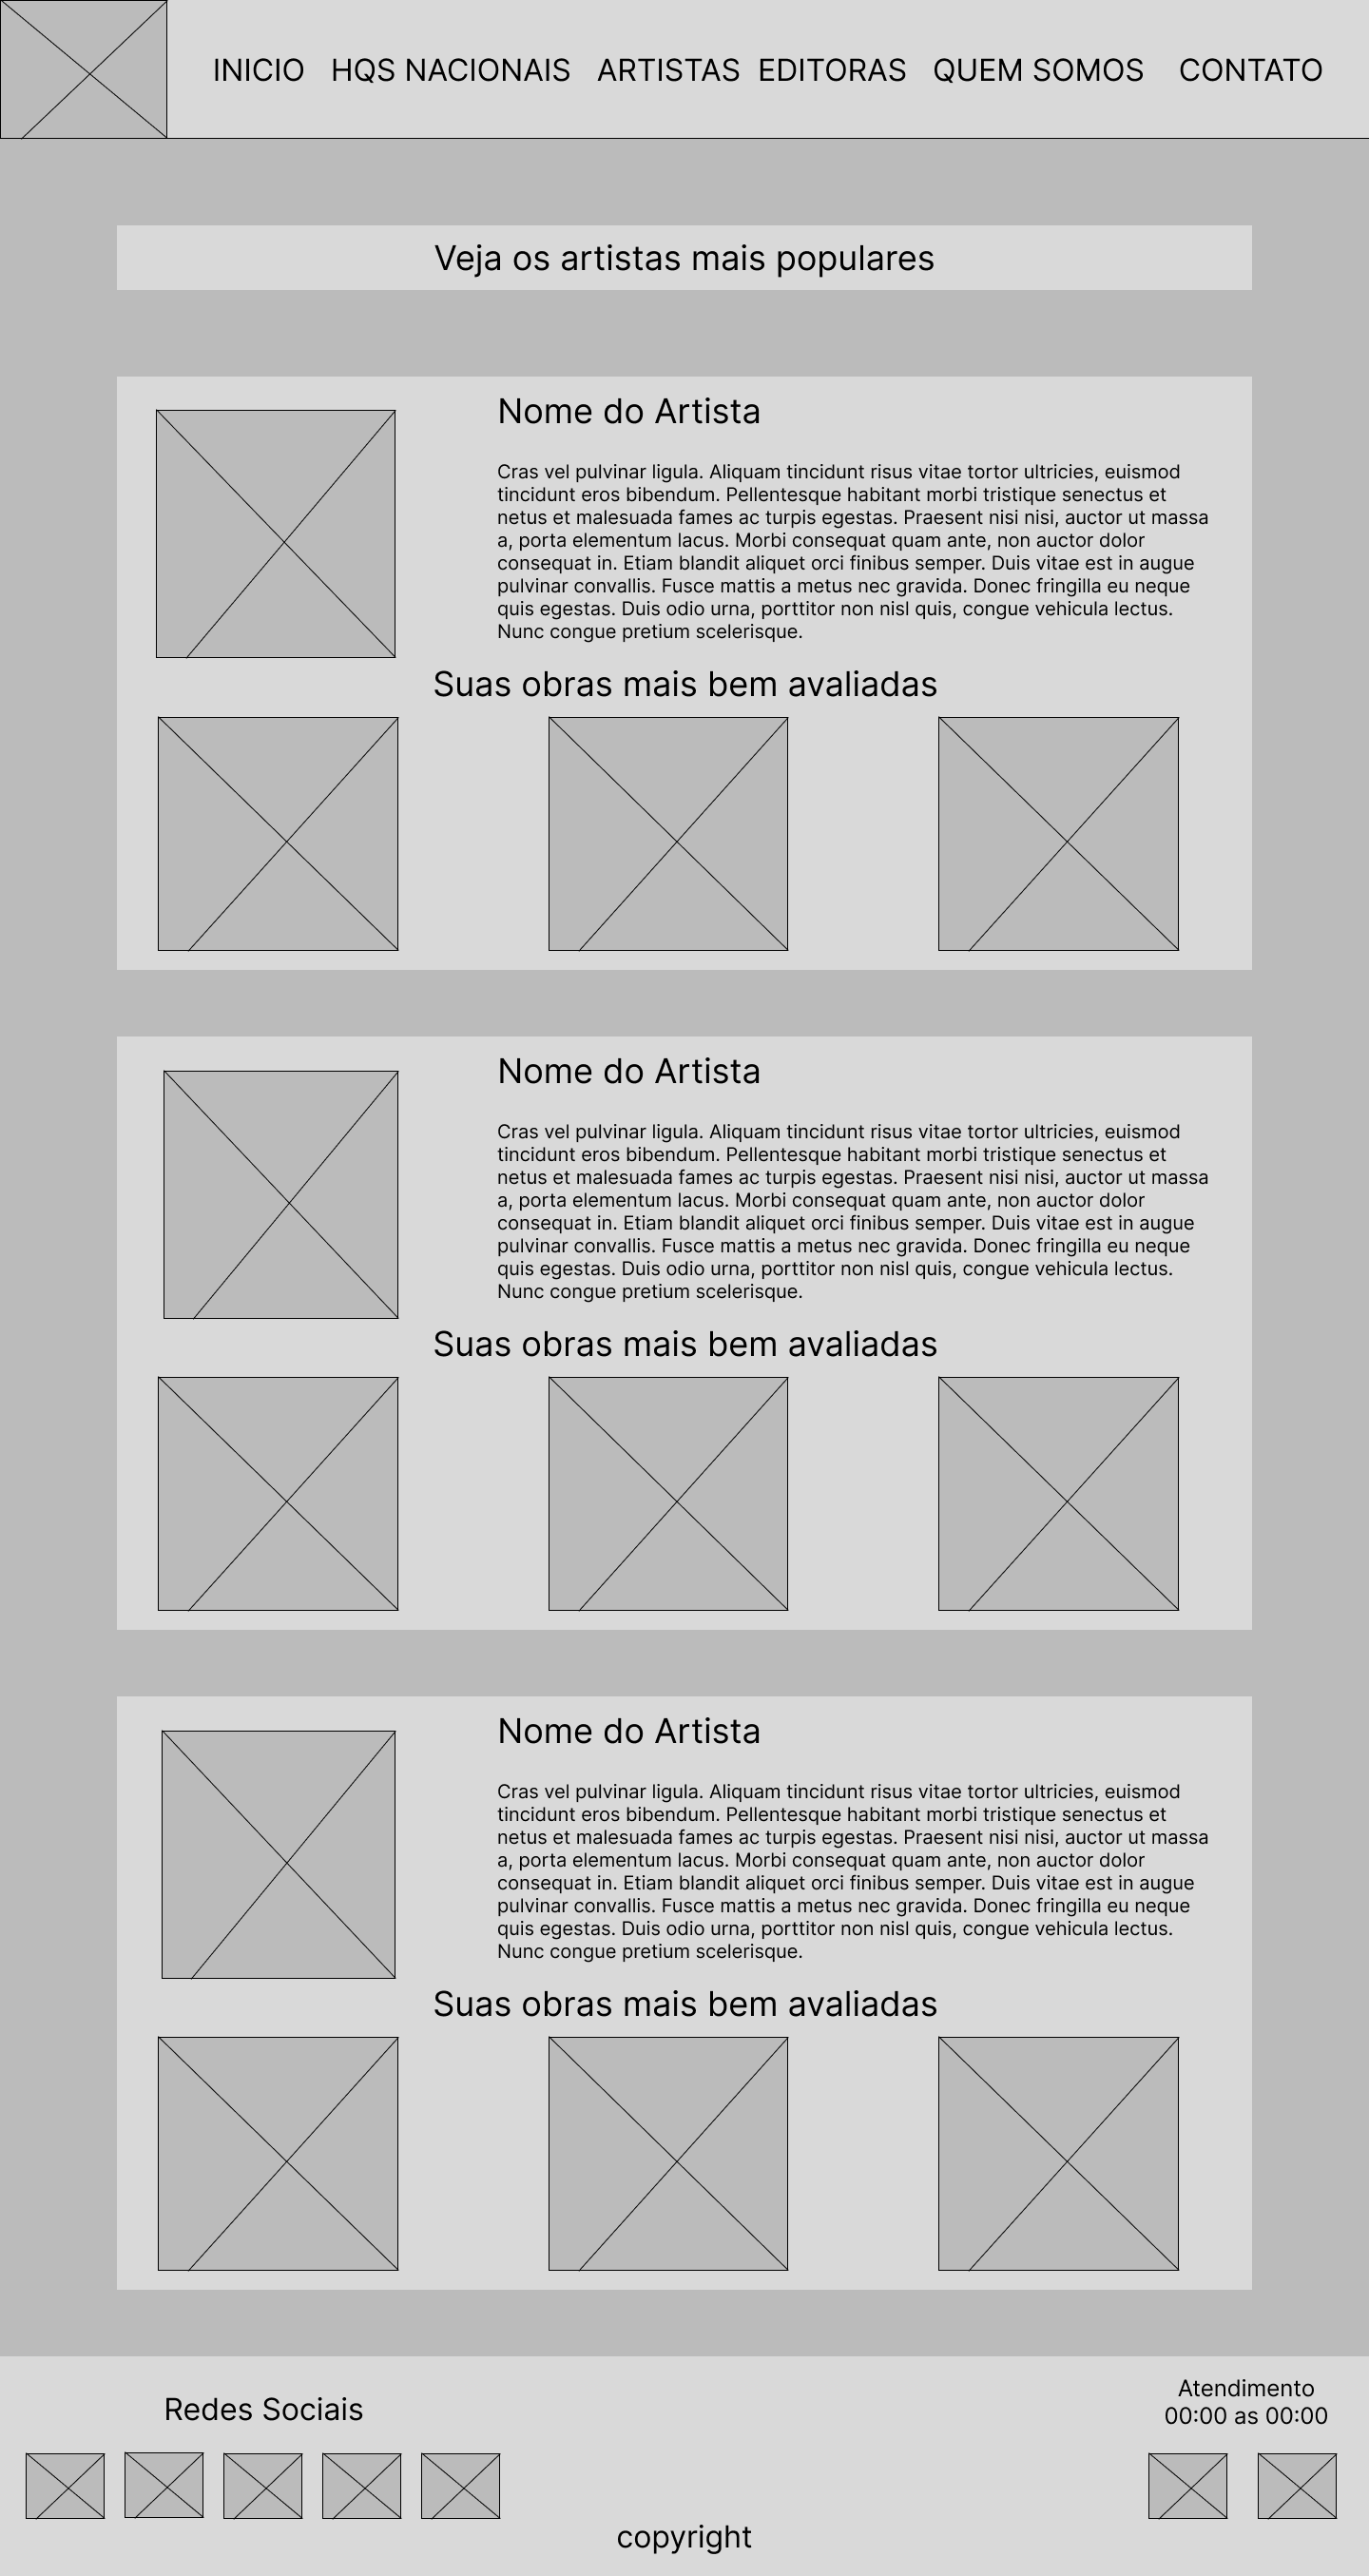 INICIO HQS NACIONAIS ARTISTAS EDITORAS QUEM SOMOS CONTATO
Veja os artistas mais populares
Nome do Artista
Cras vel pulvinar ligula. Aliquam tincidunt risus vitae tortor ultricies, euismod
tincidunt eros bibendum. Pellentesque habitant morbi tristique senectus et
netus et malesuada fames ac turpis egestas. Praesent nisi nisi, auctor ut massa
a, porta elementum lacus. Morbi consequat quam ante, non auctor dolor
consequat in. Etiam blandit aliquet orci finibus semper. Duis vitae est in augue
pulvinar convallis. Fusce mattis a metus nec gravida. Donec fringilla eu neque
quis egestas. Duis odio urna, porttitor non nisl quis, congue vehicula lectus.
Nunc congue pretium scelerisque.
Suas obras mais bem avaliadas
Nome do Artista
Cras vel pulvinar ligula. Aliquam tincidunt risus vitae tortor ultricies, euismod
tincidunt eros bibendum. Pellentesque habitant morbi tristique senectus et
netus et malesuada fames ac turpis egestas. Praesent nisi nisi, auctor ut massa
a, porta elementum lacus. Morbi consequat quam ante, non auctor dolor
consequat in. Etiam blandit aliquet orci finibus semper. Duis vitae est in augue
pulvinar convallis. Fusce mattis a metus nec gravida. Donec fringilla eu neque
quis egestas. Duis odio urna, porttitor non nisl quis, congue vehicula lectus.
Nunc congue pretium scelerisque.
Suas obras mais bem avaliadas
Nome do Artista
Cras vel pulvinar ligula. Aliquam tincidunt risus vitae tortor ultricies, euismod
tincidunt eros bibendum. Pellentesque habitant morbi tristique senectus et
netus et malesuada fames ac turpis egestas. Praesent nisi nisi, auctor ut massa
a, porta elementum lacus. Morbi consequat quam ante, non auctor dolor
consequat in. Etiam blandit aliquet orci finibus semper. Duis vitae est in augue
pulvinar convallis. Fusce mattis a metus nec gravida. Donec fringilla eu neque
quis egestas. Duis odio urna, porttitor non nisl quis, congue vehicula lectus.
Nunc congue pretium scelerisque.
Suas obras mais bem avaliadas
Redes Sociais
Atendimento
00:00 as 00:00
copyright